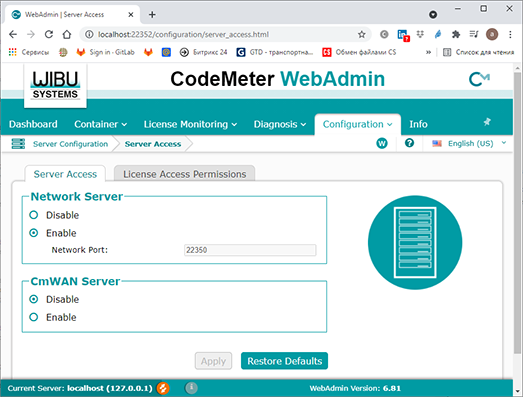 WebAdmin | Server Access
localhost:22352/configuration/server_access.html
Сервисы
Sign in · GitLab
Битрикс 24
GTD - транспортна...
Обмен файлами CS
Список для чтения
WIBU
SYSTEMS
CodeMeter WebAdmin
Dashboard Container License Monitoring Diagnosis Configuration Info
Server Configuration Server Access W ? English (US)
Server Access License Access Permissions
Network Server
Disable
Enable
Network Port: 22350
CmWAN Server
Disable
Enable
Apply Restore Defaults
Current Server: localhost (127.0.0.1) WebAdmin Version: 6.81